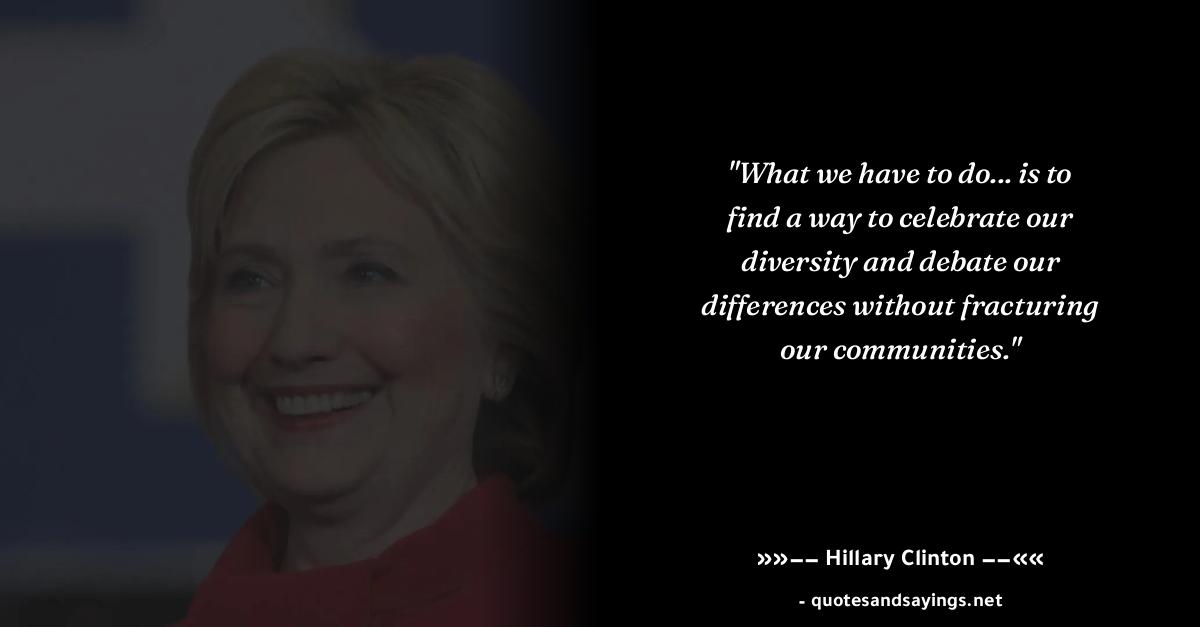 "What we have to do... is to
find a way to celebrate our
diversity and debate our
differences without fracturing
our communities."
»»−− Hillary Clinton −−««
- quotesandsayings.net